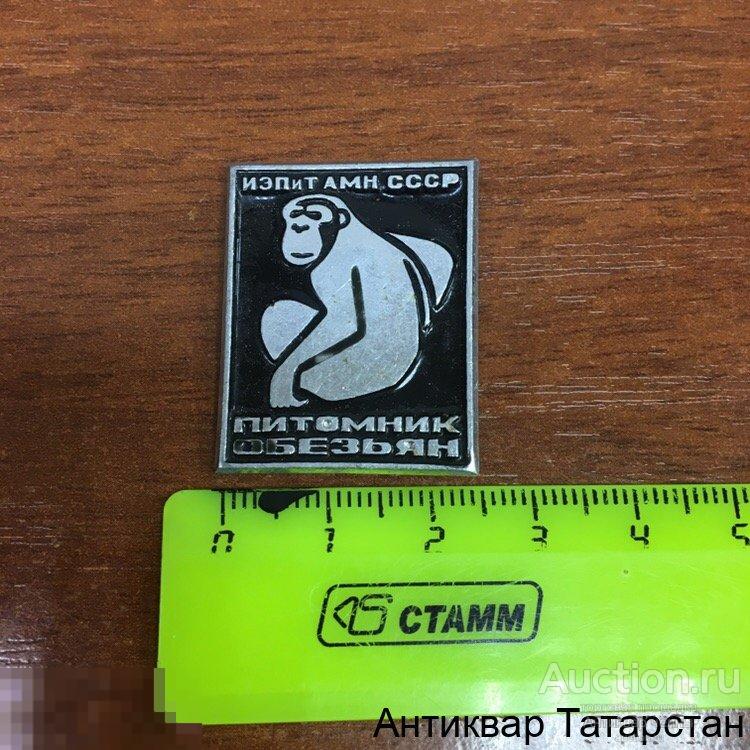 ИЭПиТ АМН СССР
ПИТОМНИК
ОБЕЗЬЯН
0 1 2 3 4 5
СТАММ
Auction.ru
Антиквар Татарстан